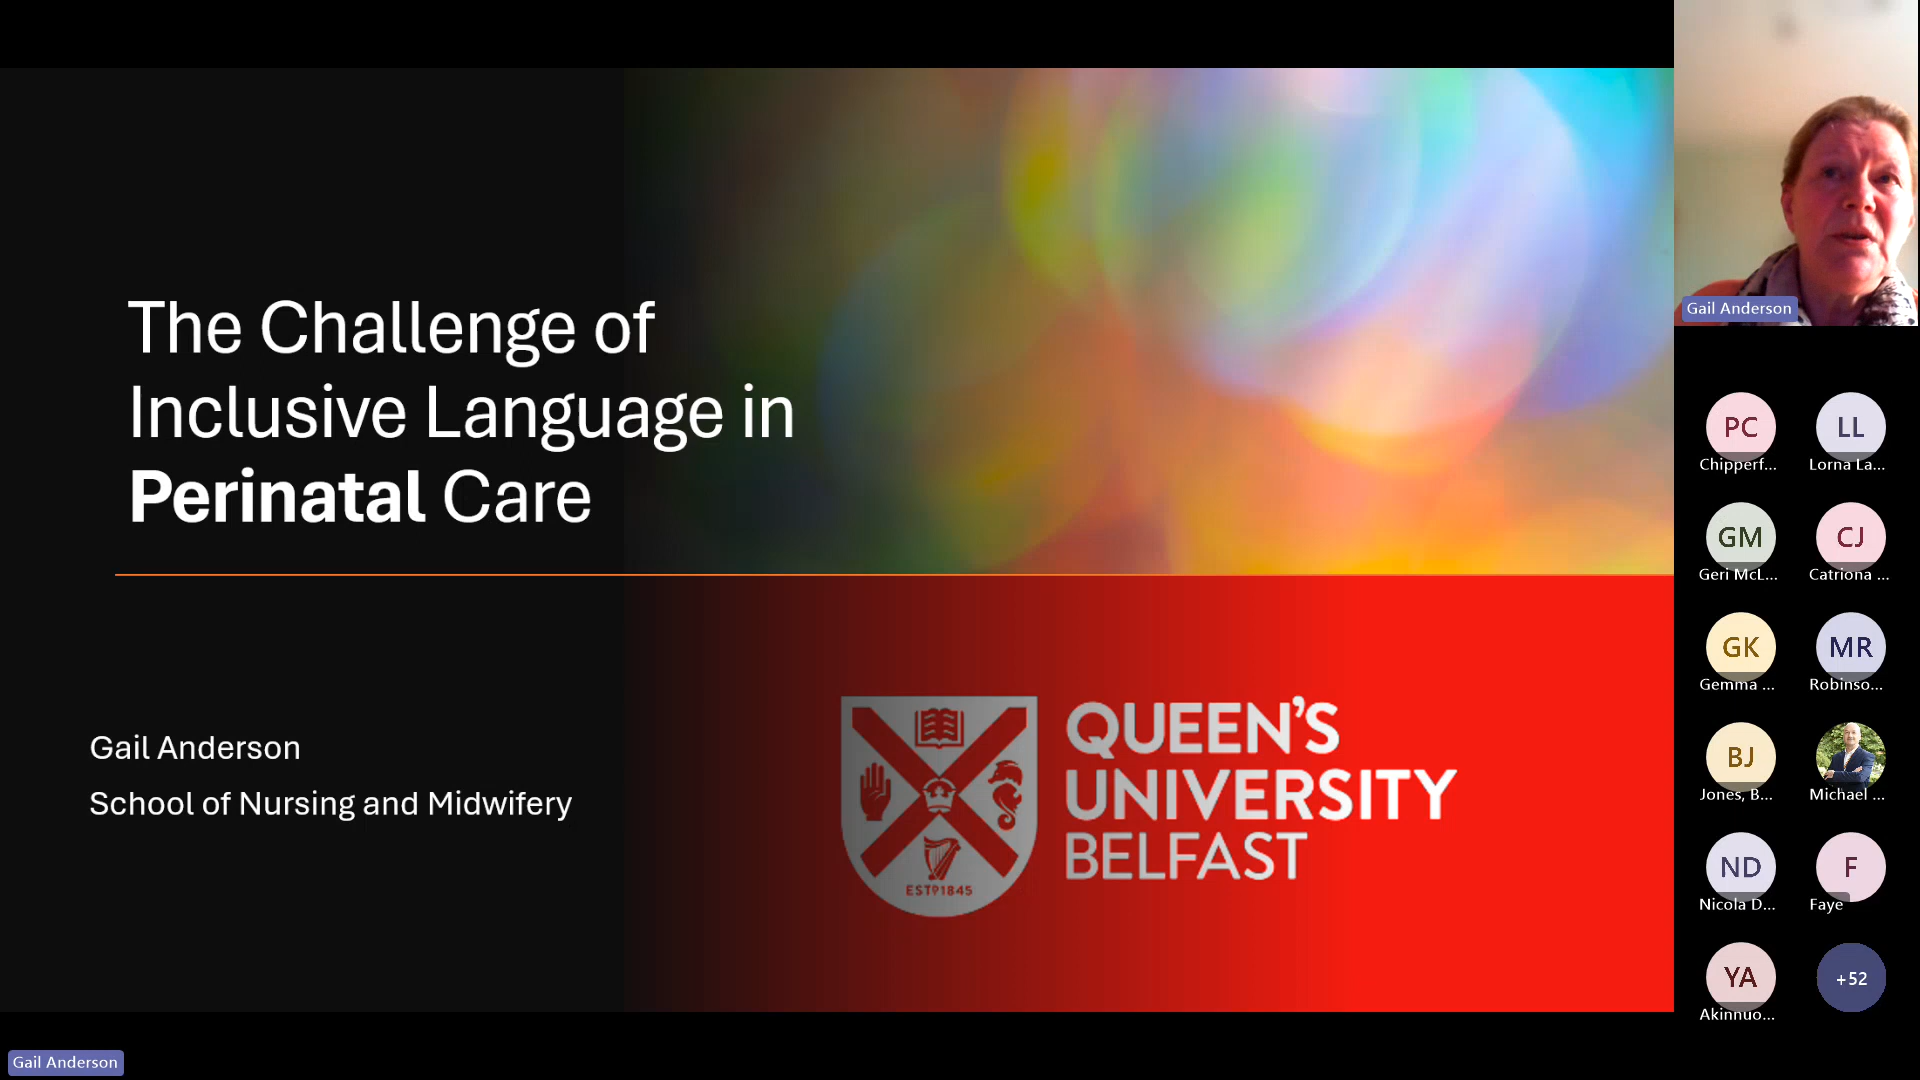 The Challenge of
Inclusive Language in
Perinatal Care
Gail Anderson
School of Nursing and Midwifery
EST 1845
QUEEN'S
UNIVERSITY
BELFAST
Gail Anderson
PC
Chipperf...
LL
Lorna La...
GM
Geri McL...
CJ
Catriona ...
GK
Gemma ...
MR
Robinso...
BJ
Jones, B...
Michael ...
ND
Nicola D...
F
Faye
YA
Akinnuo...
+52
Gail Anderson